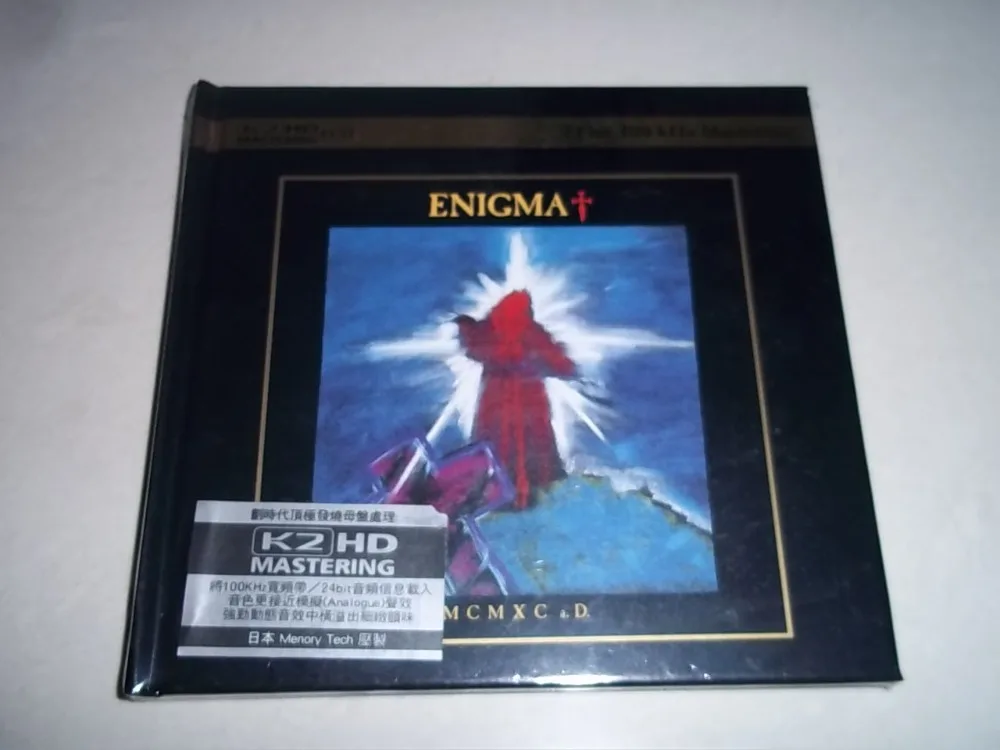 ENIGMA
劃時代頂極發燒母盤處理
K2 HD
MASTERING
將100KHz寬頻帶／24bit音頻信息載入
音色更接近模擬(Analogue)聲效
強勁動態音效中橫溢出細緻韻味
日本 Menory Tech 壓製
MCMXC a.D.